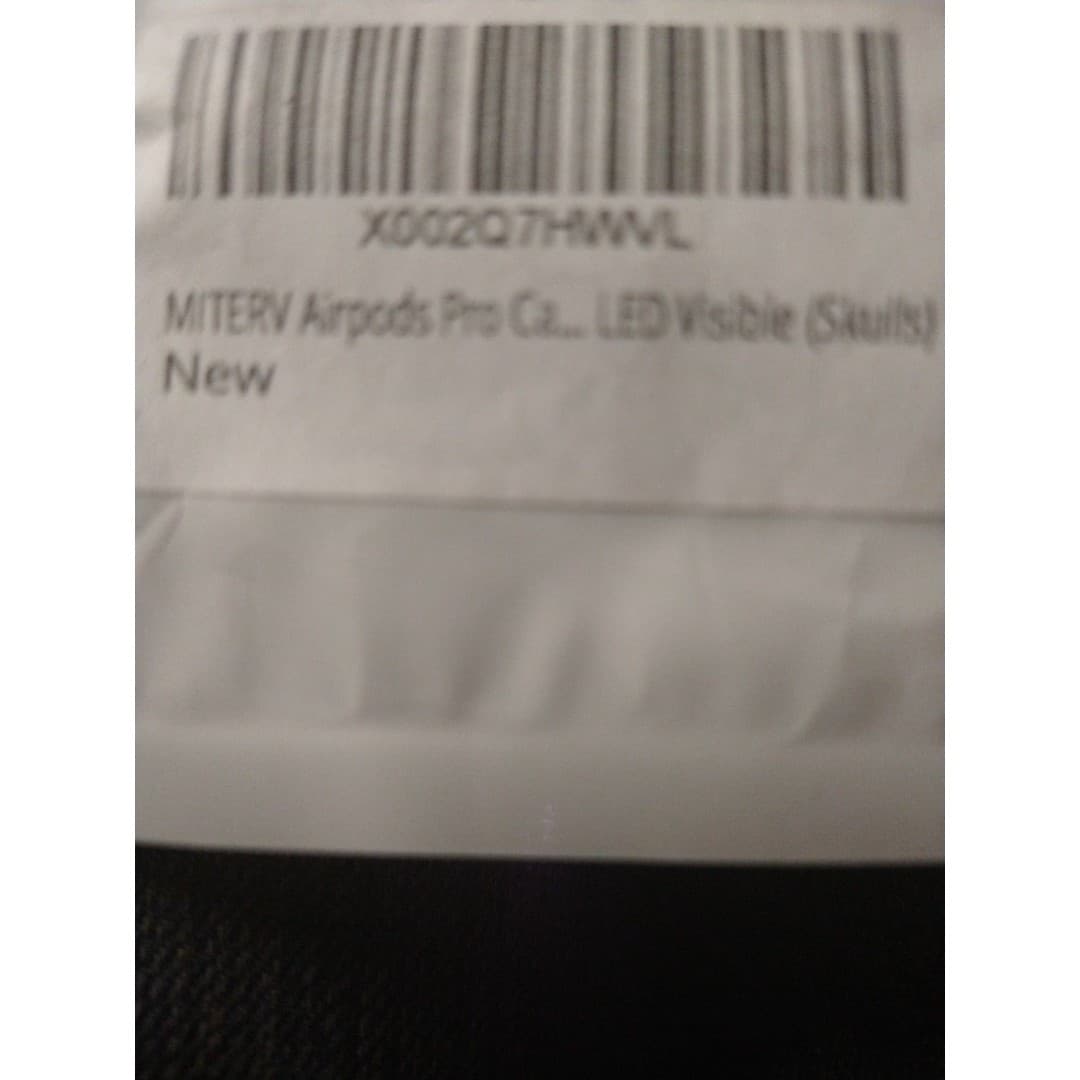 X002Q7HWVL
MITERV Airpods Pro Ca... LED Visible (Skulls)
New